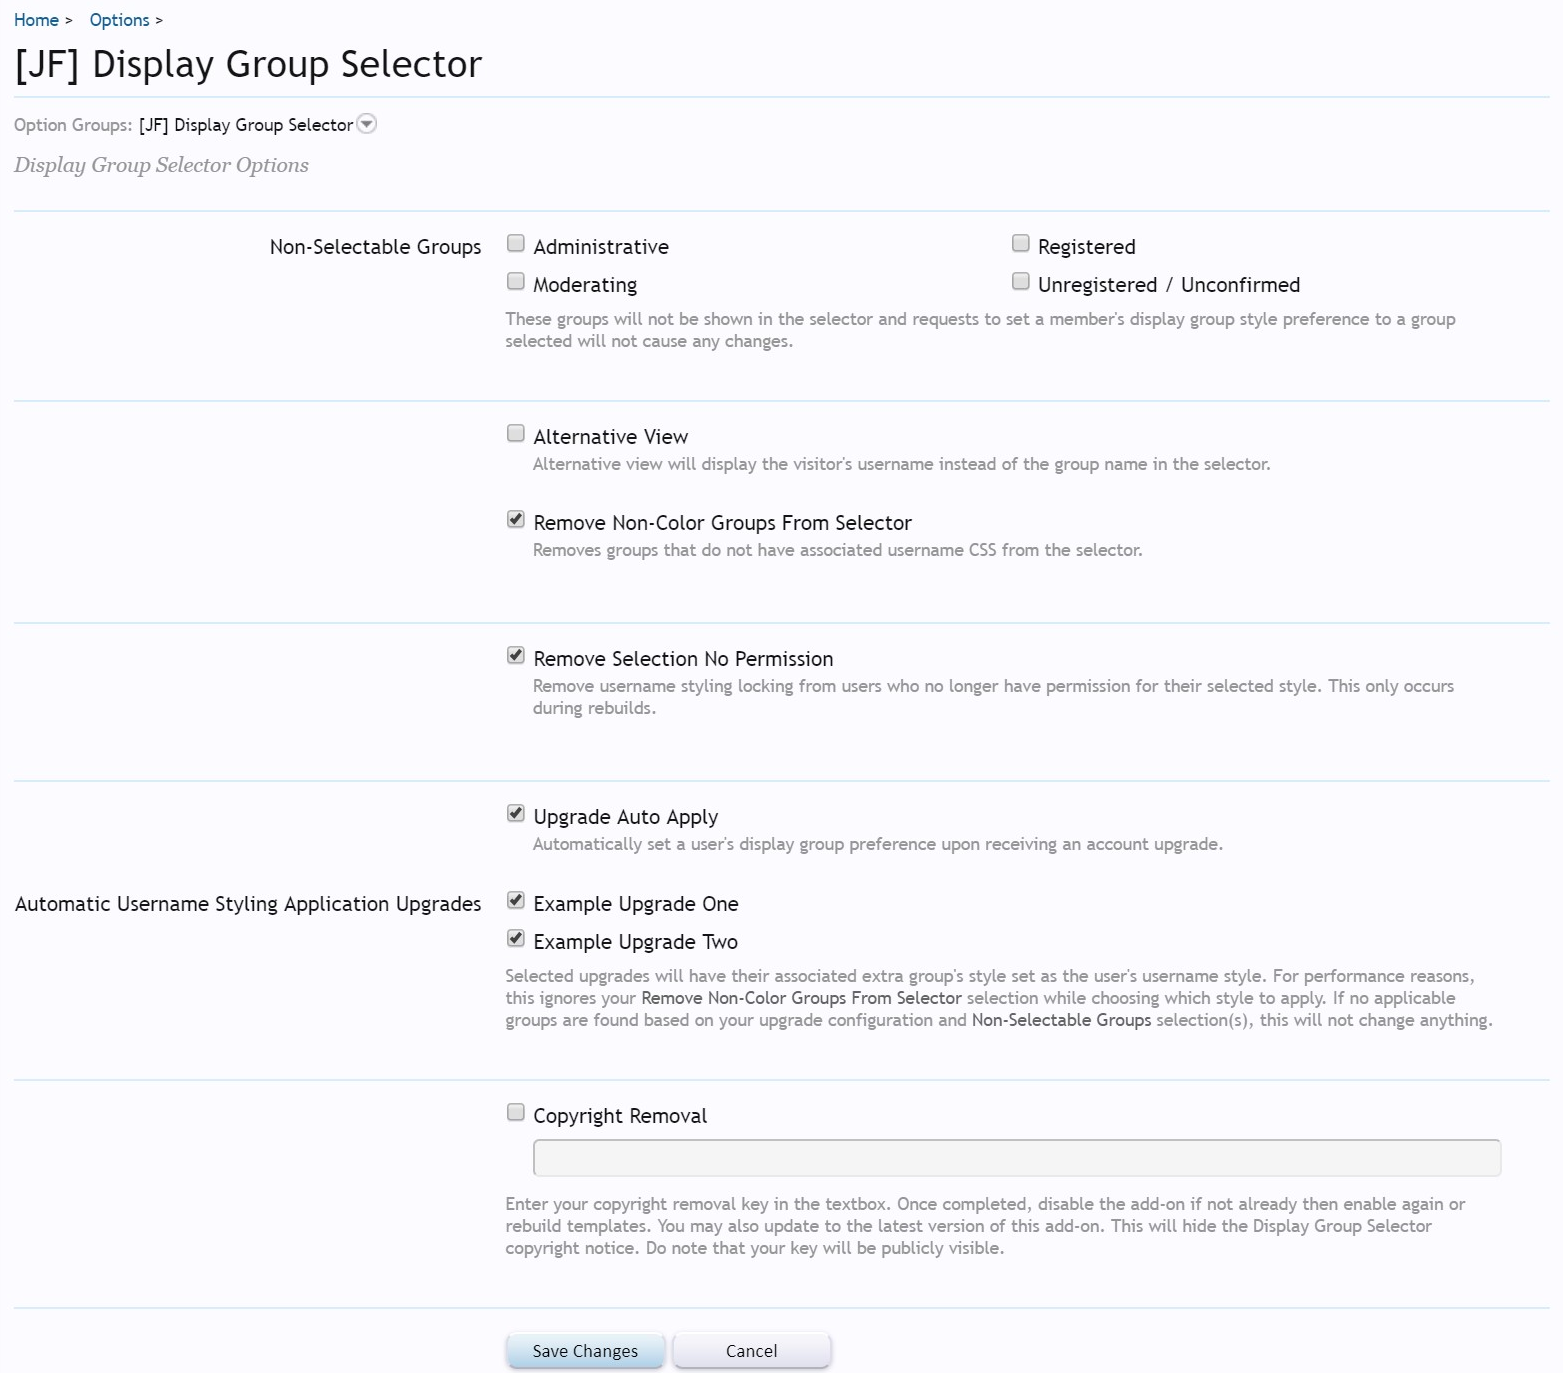 Home > Options >
[JF] Display Group Selector
Option Groups: [JF] Display Group Selector
Display Group Selector Options
Non-Selectable Groups
Administrative
Registered
Moderating
Unregistered / Unconfirmed
These groups will not be shown in the selector and requests to set a member's display group style preference to a group
selected will not cause any changes.
Alternative View
Alternative view will display the visitor's username instead of the group name in the selector.
Remove Non-Color Groups From Selector
Removes groups that do not have associated username CSS from the selector.
Remove Selection No Permission
Remove username styling locking from users who no longer have permission for their selected style. This only occurs
during rebuilds.
Upgrade Auto Apply
Automatically set a user's display group preference upon receiving an account upgrade.
Automatic Username Styling Application Upgrades
Example Upgrade One
Example Upgrade Two
Selected upgrades will have their associated extra group's style set as the user's username style. For performance reasons,
this ignores your Remove Non-Color Groups From Selector selection while choosing which style to apply. If no applicable
groups are found based on your upgrade configuration and Non-Selectable Groups selection(s), this will not change anything.
Copyright Removal
Enter your copyright removal key in the textbox. Once completed, disable the add-on if not already then enable again or
rebuild templates. You may also update to the latest version of this add-on. This will hide the Display Group Selector
copyright notice. Do note that your key will be publicly visible.
Save Changes
Cancel